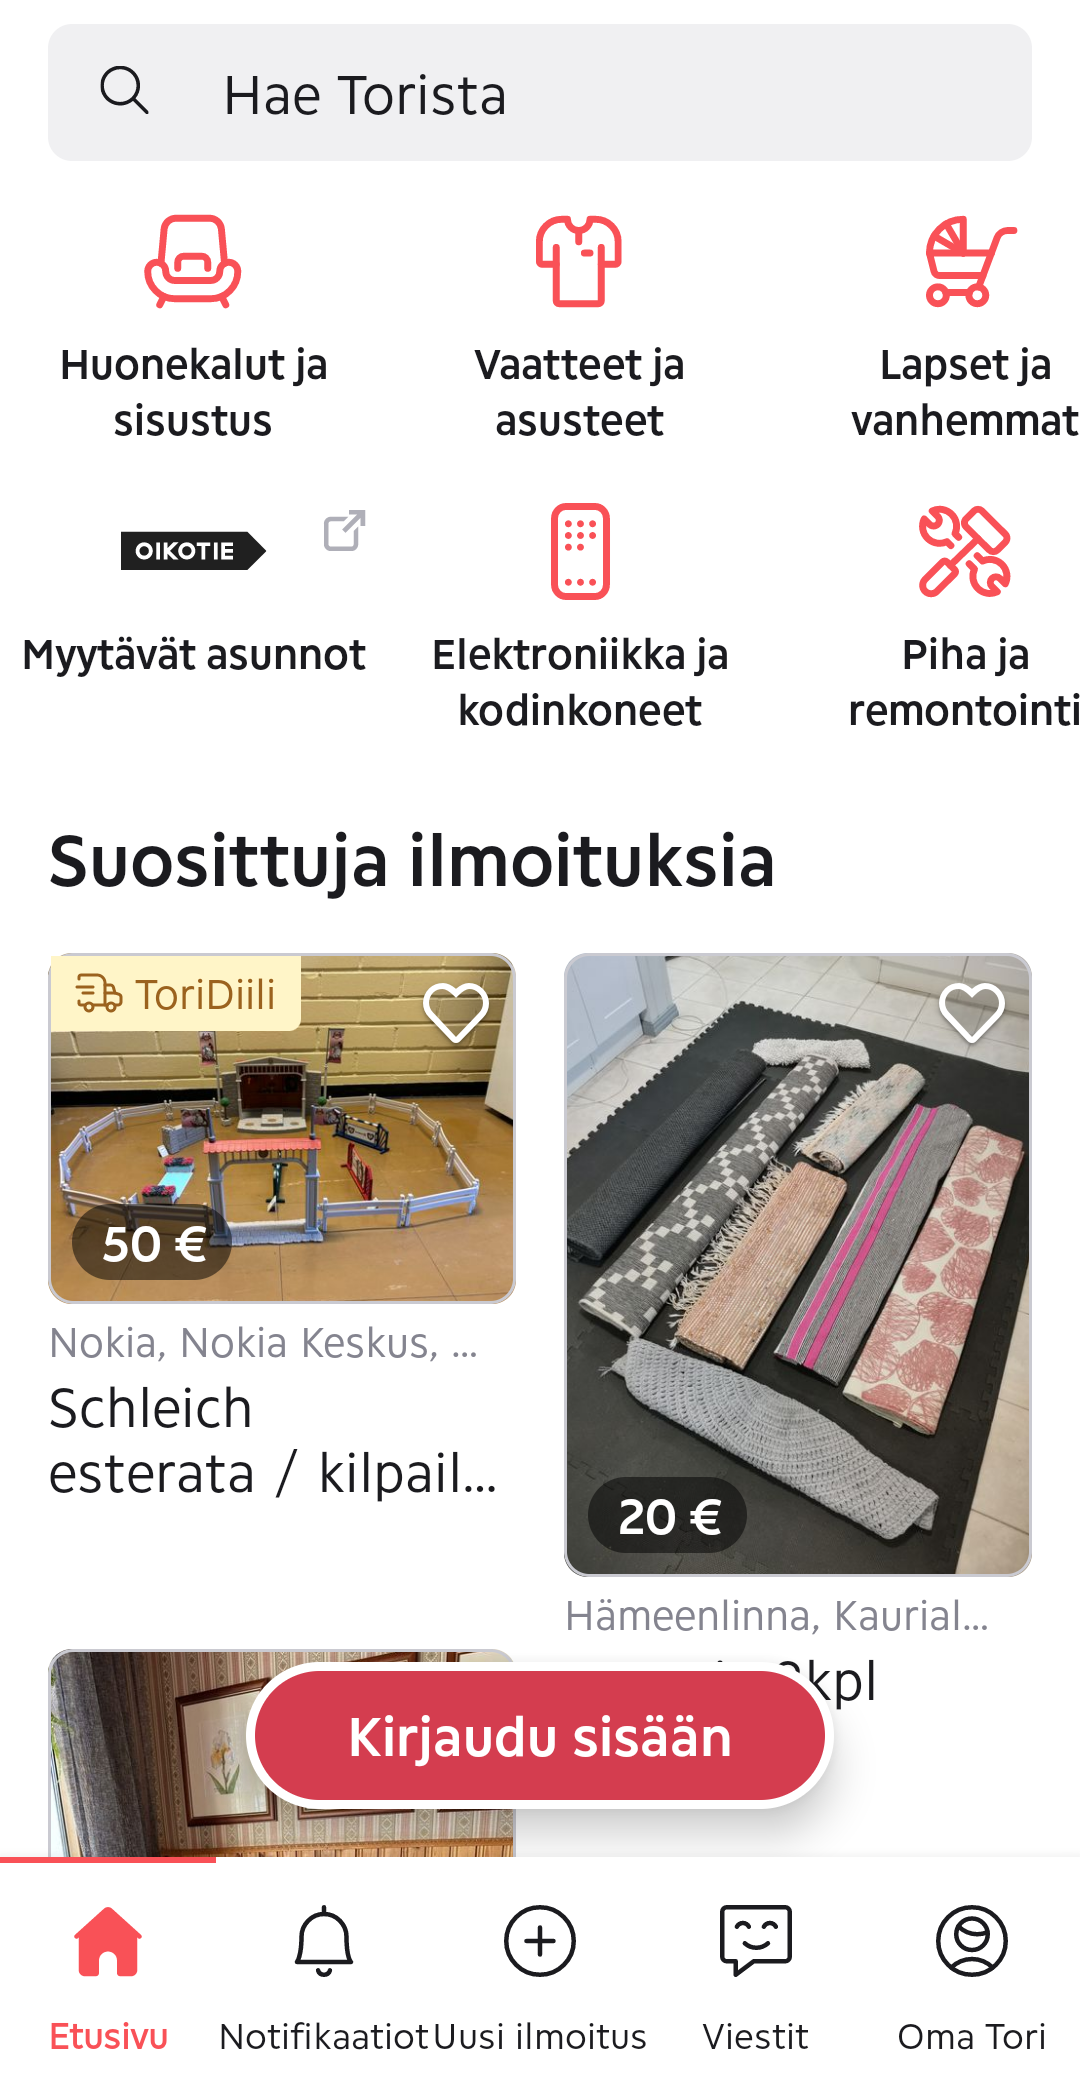 Hae Torista
Huonekalut ja
sisustus
Vaatteet ja
asusteet
Lapset ja
vanhemmat
OIKOTIE
Myytävät asunnot
Elektroniikka ja
kodinkoneet
Piha ja
remontointi
Suosittuja ilmoituksia
ToriDiili
50 €
Nokia, Nokia Keskus, ...
Schleich
esterata / kilpail...
20 €
Hämeenlinna, Kaurial...
kpl
Kirjaudu sisään
Etusivu
Notifikaatiot
Uusi ilmoitus
Viestit
Oma Tori